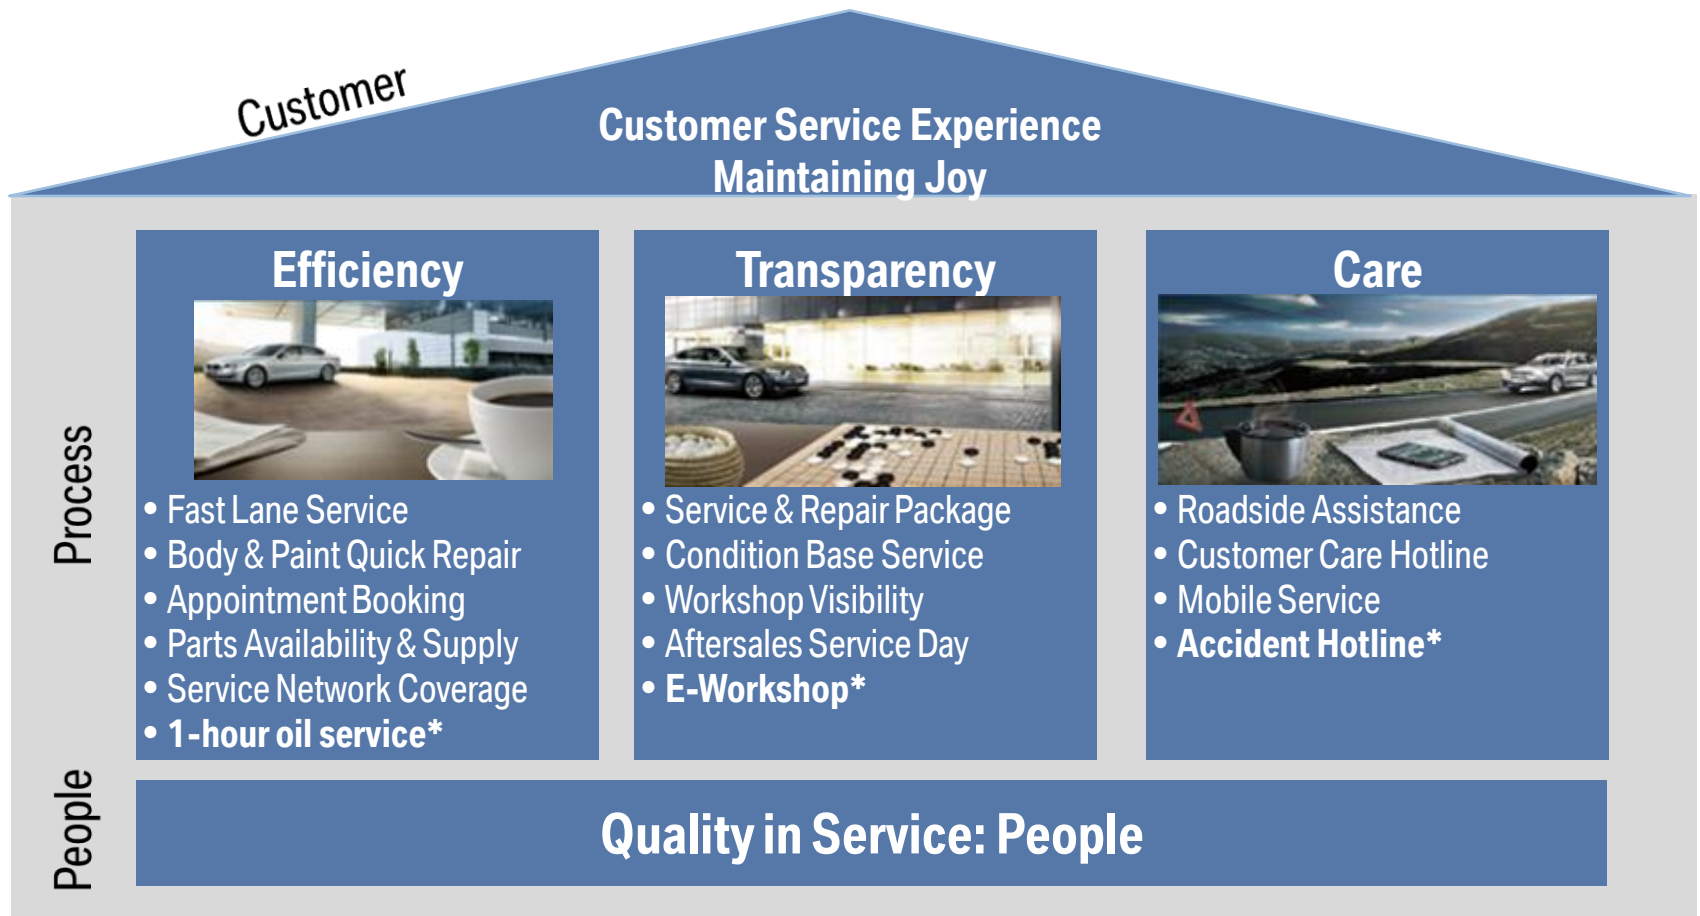 Customer
Customer Service Experience
Maintaining Joy
Process
Efficiency
• Fast Lane Service
• Body & Paint Quick Repair
• Appointment Booking
• Parts Availability & Supply
• Service Network Coverage
• 1-hour oil service*
Transparency
• Service & Repair Package
• Condition Base Service
• Workshop Visibility
• Aftersales Service Day
• E-Workshop*
Care
• Roadside Assistance
• Customer Care Hotline
• Mobile Service
• Accident Hotline*
People
Quality in Service: People